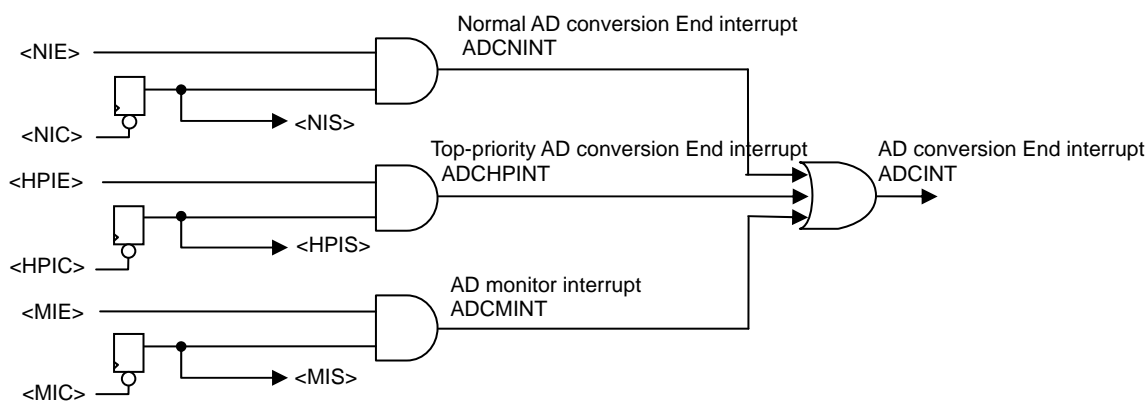 Normal AD conversion End interrupt
ADCNINT
<NIE>
<NIS>
<NIC>
Top-priority AD conversion End interrupt
ADCHPINT
AD conversion End interrupt
ADCINT
<HPIE>
<HPIS>
<HPIC>
AD monitor interrupt
ADCMINT
<MIE>
<MIS>
<MIC>